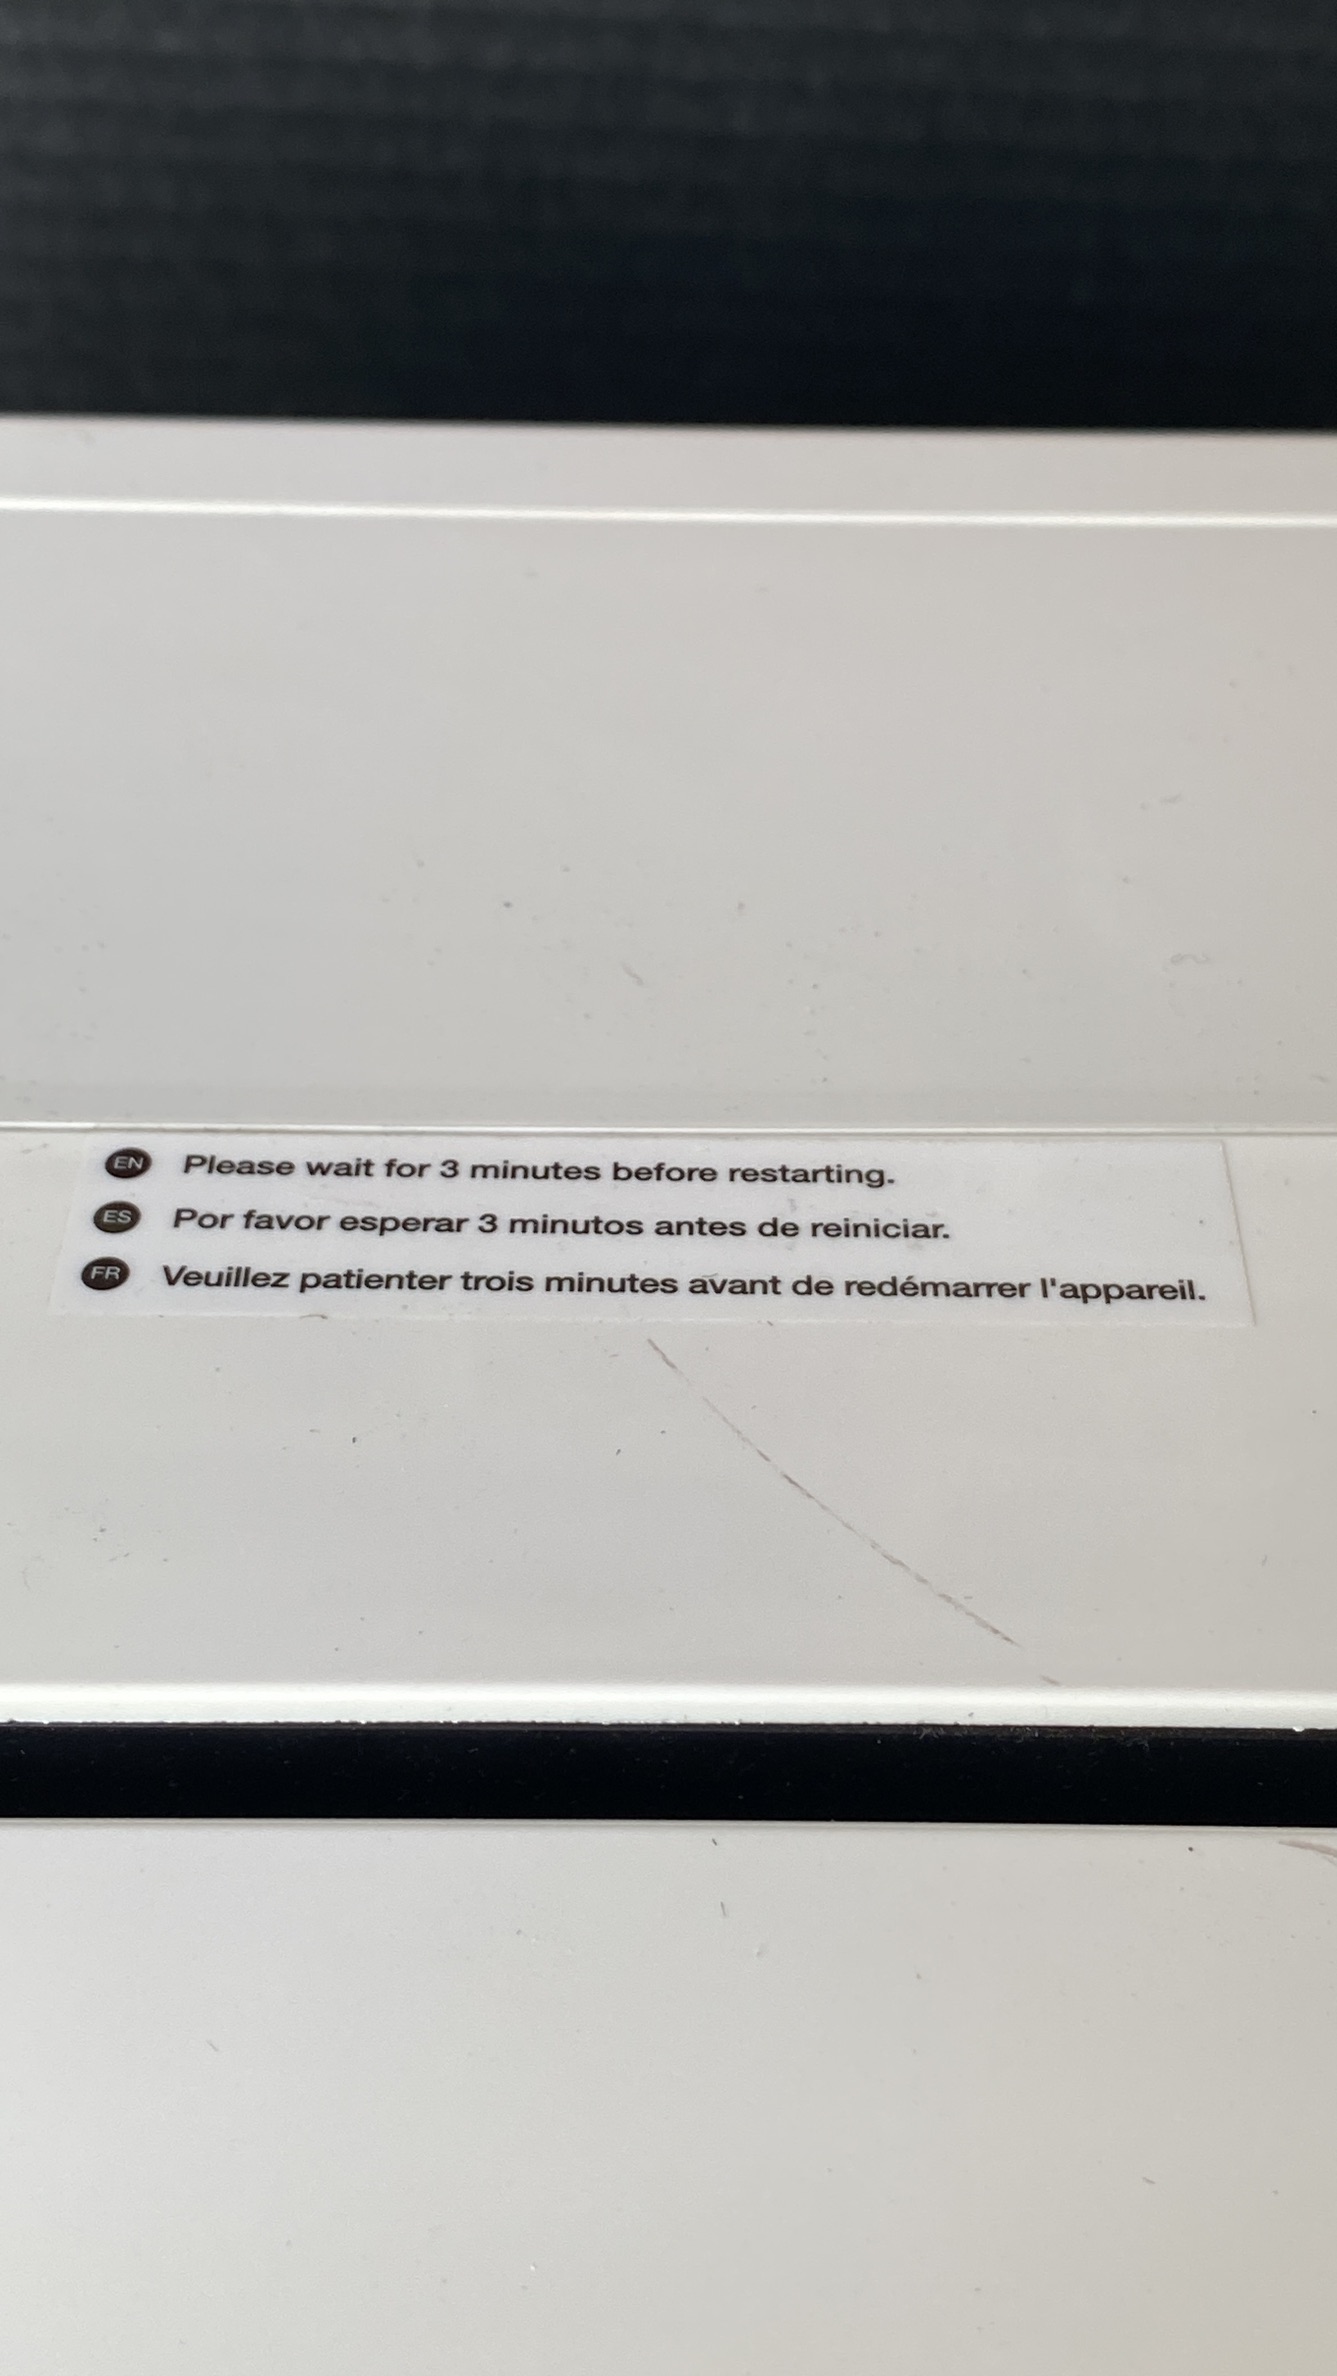 EN Please wait for 3 minutes before restarting.
ES Por favor esperar 3 minutos antes de reiniciar.
FR Veuillez patienter trois minutes avant de redémarrer l'appareil.